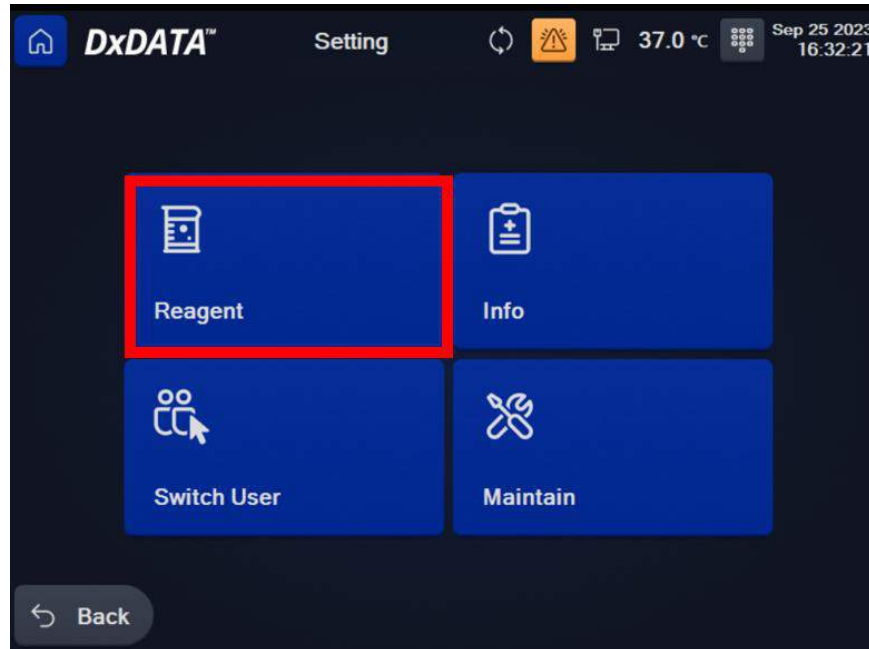 DxDATA™ Setting 37.0 °C Sep 25 2023
16:32:21
Reagent Info
Switch User Maintain
Back